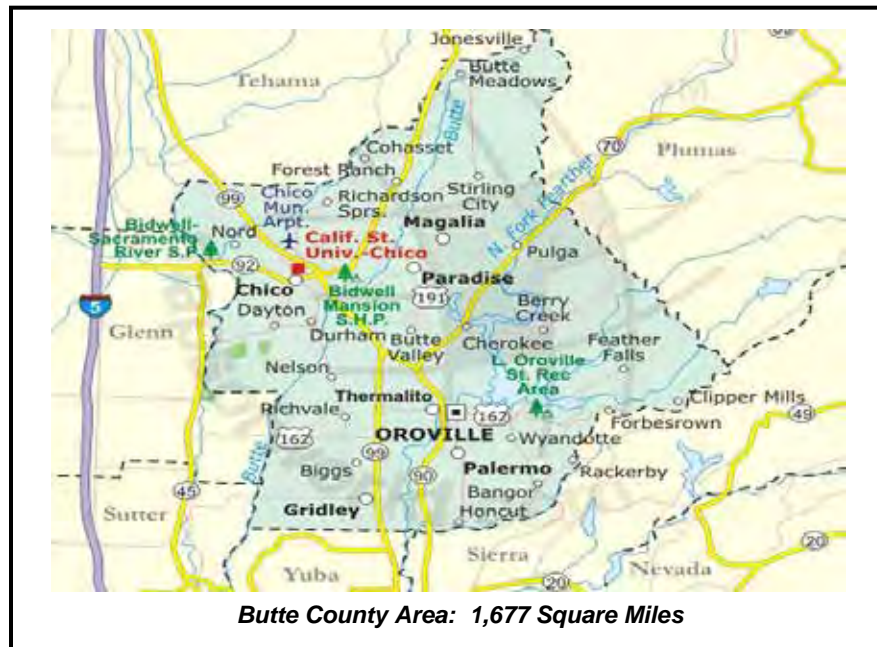 Jonesville
Butte
Meadows
Tehama
Butte
Cohasset
70
Plumas
Forest Ranch
N. Fork Fearther
99
Chico
Mun.
Arpt.
Richardson
Sprs.
Stirling
City
Bidwell-
Sacramento
River S.P.
Nord
Magalia
Calif. St.
Univ.-Chico
Pulga
92
Paradise
5
Chico
Bidwell
Mansion
S.H.P.
191
Berry
Creek
Glenn
Dayton
Durham
Butte
Valley
Cherokee
Feather
Falls
Nelson
L. Oroville
St. Rec
Area
Clipper Mills
Thermalito
Richvale
162
Forbesrown
49
162
OROVILLE
Wyandotte
Butte
99
Biggs
90
Palermo
Rackerby
45
Gridley
Bangor
Honcut
Sutter
Sierra
20
Yuba
20
Nevada
Butte County Area: 1,677 Square Miles